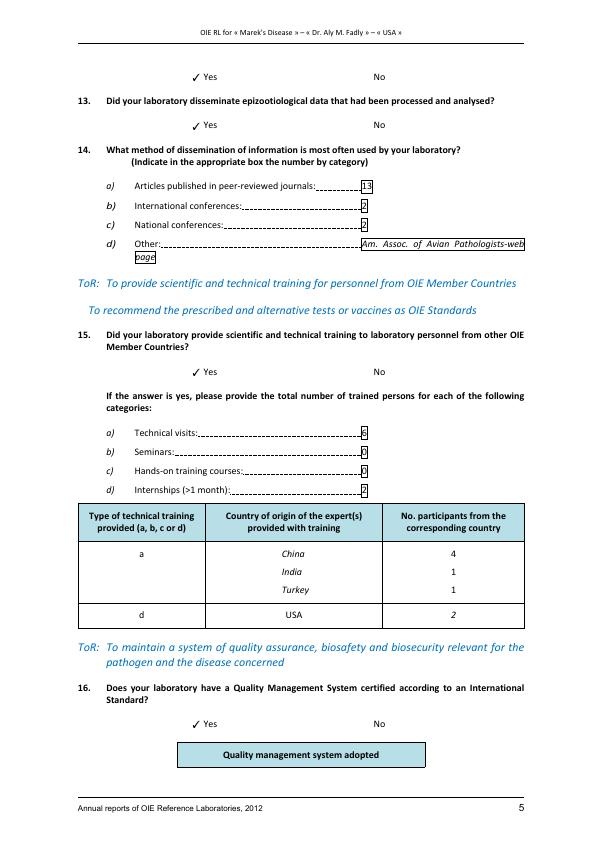 OIE RL for « Marek's Disease » – « Dr. Aly M. Fadly » – « USA »
✓ Yes No
13. Did your laboratory disseminate epizootiological data that had been processed and analysed?
✓ Yes No
14. What method of dissemination of information is most often used by your laboratory?
(Indicate in the appropriate box the number by category)
a) Articles published in peer-reviewed journals: 13
b) International conferences: 2
c) National conferences: 2
d) Other: Am. Assoc. of Avian Pathologists-web
page
ToR: To provide scientific and technical training for personnel from OIE Member Countries
To recommend the prescribed and alternative tests or vaccines as OIE Standards
15. Did your laboratory provide scientific and technical training to laboratory personnel from other OIE
Member Countries?
✓ Yes No
If the answer is yes, please provide the total number of trained persons for each of the following
categories:
a) Technical visits: 6
b) Seminars: 0
c) Hands-on training courses: 0
d) Internships (>1 month): 2
Type of technical training Country of origin of the expert(s) No. participants from the
provided (a, b, c or d) provided with training corresponding country
a China 4
India 1
Turkey 1
d USA 2
ToR: To maintain a system of quality assurance, biosafety and biosecurity relevant for the
pathogen and the disease concerned
16. Does your laboratory have a Quality Management System certified according to an International
Standard?
✓ Yes No
Quality management system adopted
Annual reports of OIE Reference Laboratories, 2012 5